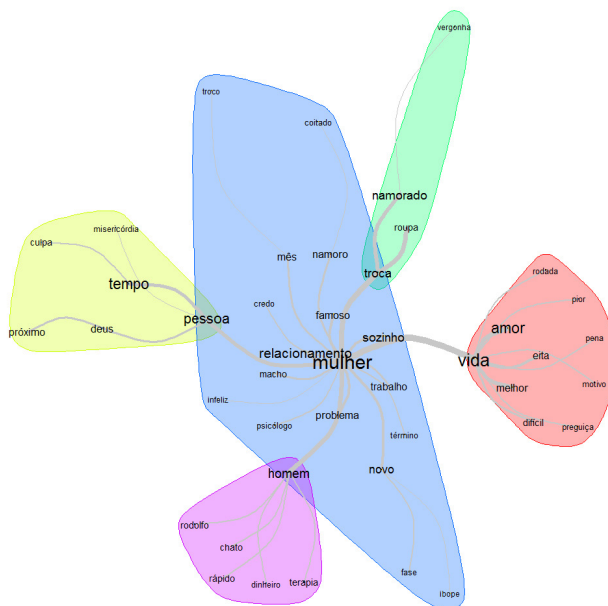 vergonha
troco
coitado
namorado
misericórdia
roupa
culpa
mês
namoro
troca
rodada
tempo
pior
credo
famoso
pessoa
amor
próximo
deus
sozinho
pena
relacionamento
eita
mulher
vida
macho
trabalho
melhor
motivo
infeliz
problema
difícil
psicólogo
término
preguiça
homem
novo
rodolfo
chato
rápido
fase
dinheiro
terapia
ibope